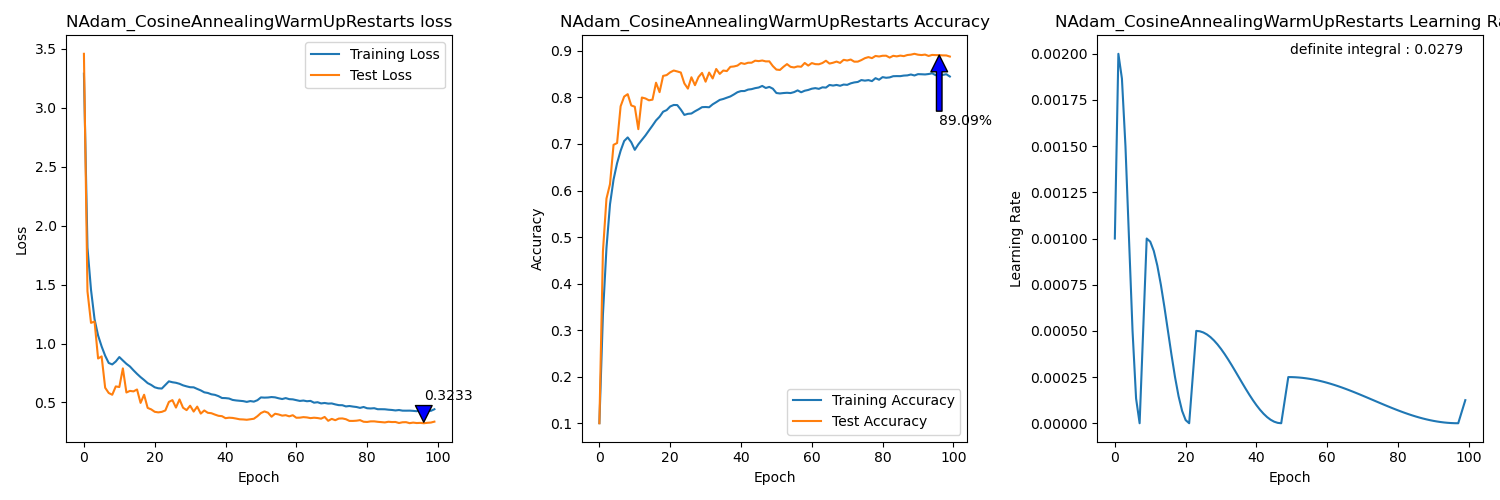 NAdam_CosineAnnealingWarmUpRestarts loss
3.5
3.0
2.5
2.0
1.5
1.0
0.5
Loss
0 20 40 60 80 100
Epoch
Training Loss
Test Loss
0.3233
NAdam_CosineAnnealingWarmUpRestarts Accuracy
0.9
0.8
0.7
0.6
0.5
0.4
0.3
0.2
0.1
Accuracy
0 20 40 60 80 100
Epoch
89.09%
Training Accuracy
Test Accuracy
NAdam_CosineAnnealingWarmUpRestarts Learning
definite integral : 0.0279
0.00200
0.00175
0.00150
0.00125
0.00100
0.00075
0.00050
0.00025
0.00000
Learning Rate
0 20 40 60 80 100
Epoch